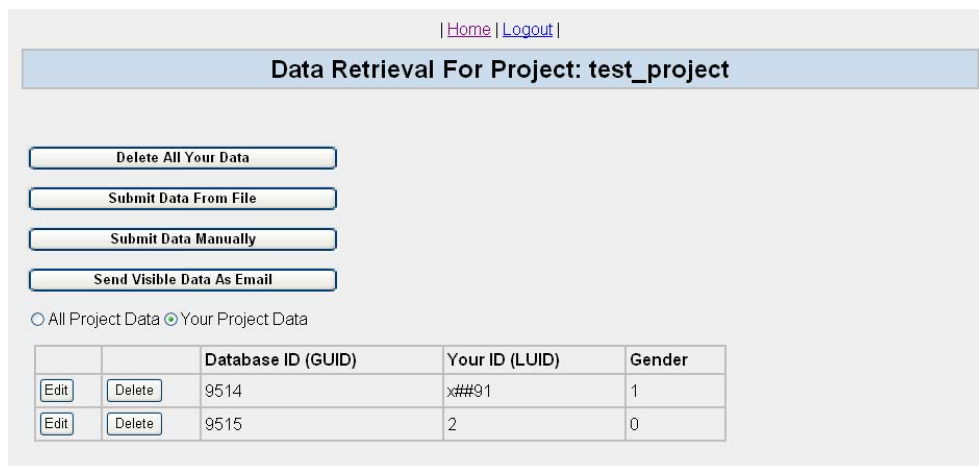 | Home | Logout |
Data Retrieval For Project: test_project
Delete All Your Data
Submit Data From File
Submit Data Manually
Send Visible Data As Email
All Project Data Your Project Data
Database ID (GUID) Your ID (LUID) Gender
Edit Delete 9514 x##91 1
Edit Delete 9515 2 0